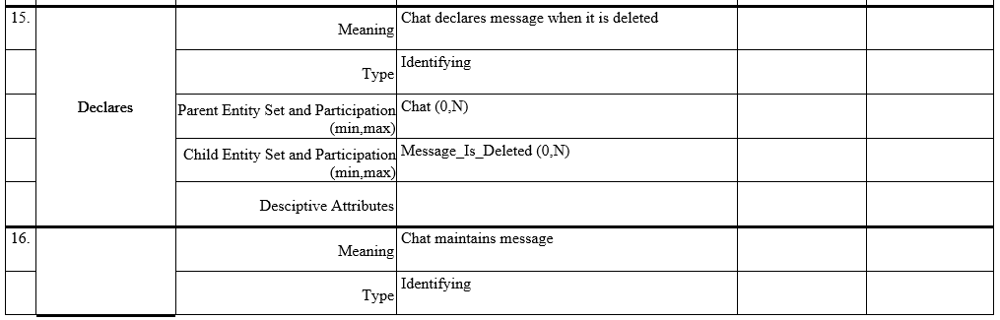 15.
Declares
Meaning
Chat declares message when it is deleted
Type
Identifying
Parent Entity Set and Participation
(min,max)
Chat (0,N)
Child Entity Set and Participation
(min,max)
Message_Is_Deleted (0,N)
Desciptive Attributes
16.
Meaning
Chat maintains message
Type
Identifying